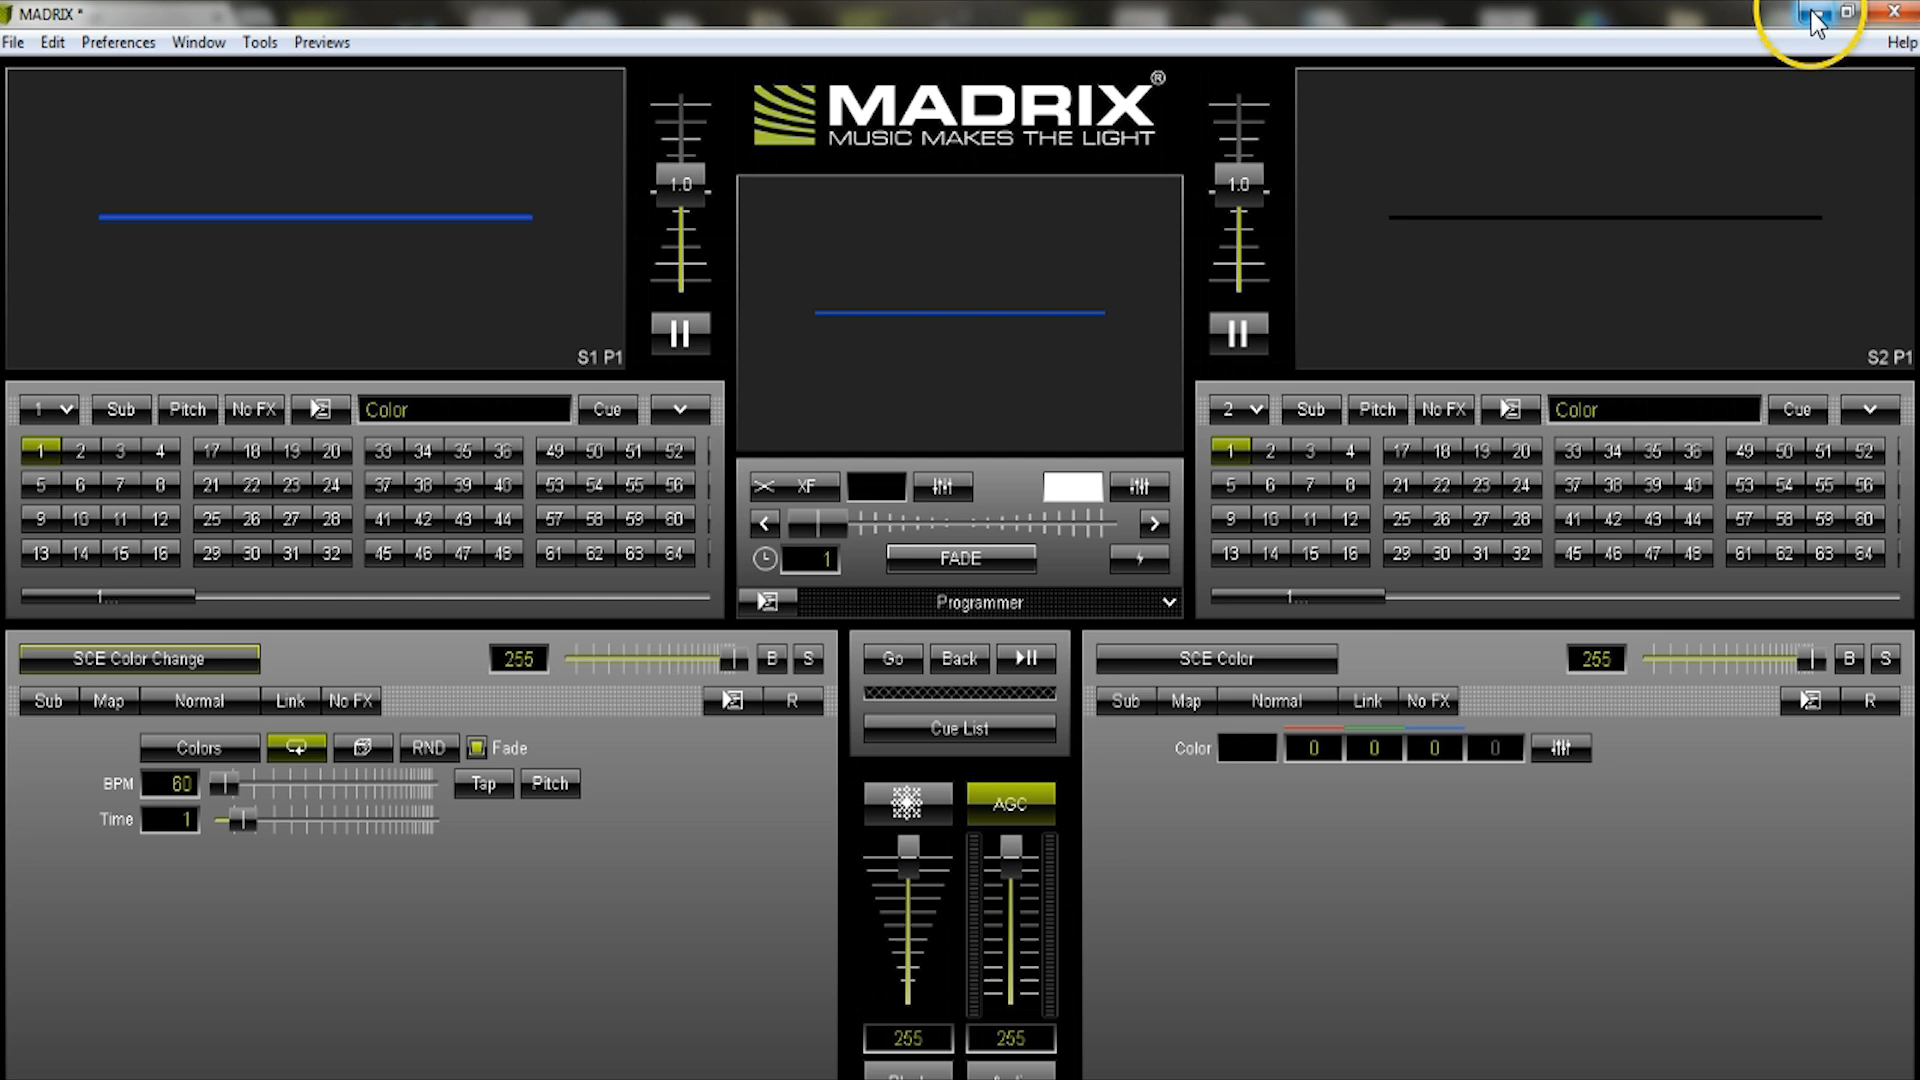 MADRIX *
File Edit Preferences Window Tools Previews Help
MADRIX®
MUSIC MAKES THE LIGHT
1.0 1.0
S1 P1 S2 P1
1 Sub Pitch No FX Color Cue
1 2 3 4 17 18 19 20 33 34 35 36 49 50 51 52
5 6 7 8 21 22 23 24 37 38 39 40 53 54 55 56
9 10 11 12 25 26 27 28 41 42 43 44 57 58 59 60
13 14 15 16 29 30 31 32 45 46 47 48 61 62 63 64
1...
XF
1 FADE
Programmer
2 Sub Pitch No FX Color Cue
1 2 3 4 17 18 19 20 33 34 35 36 49 50 51 52
5 6 7 8 21 22 23 24 37 38 39 40 53 54 55 56
9 10 11 12 25 26 27 28 41 42 43 44 57 58 59 60
13 14 15 16 29 30 31 32 45 46 47 48 61 62 63 64
1...
SCE Color Change 255 B S
Sub Map Normal Link No FX R
Colors RND Fade
BPM 60 Tap Pitch
Time 1
Go Back
Cue List
AGC
255 255
SCE Color 255 B S
Sub Map Normal Link No FX R
Color 0 0 0 0